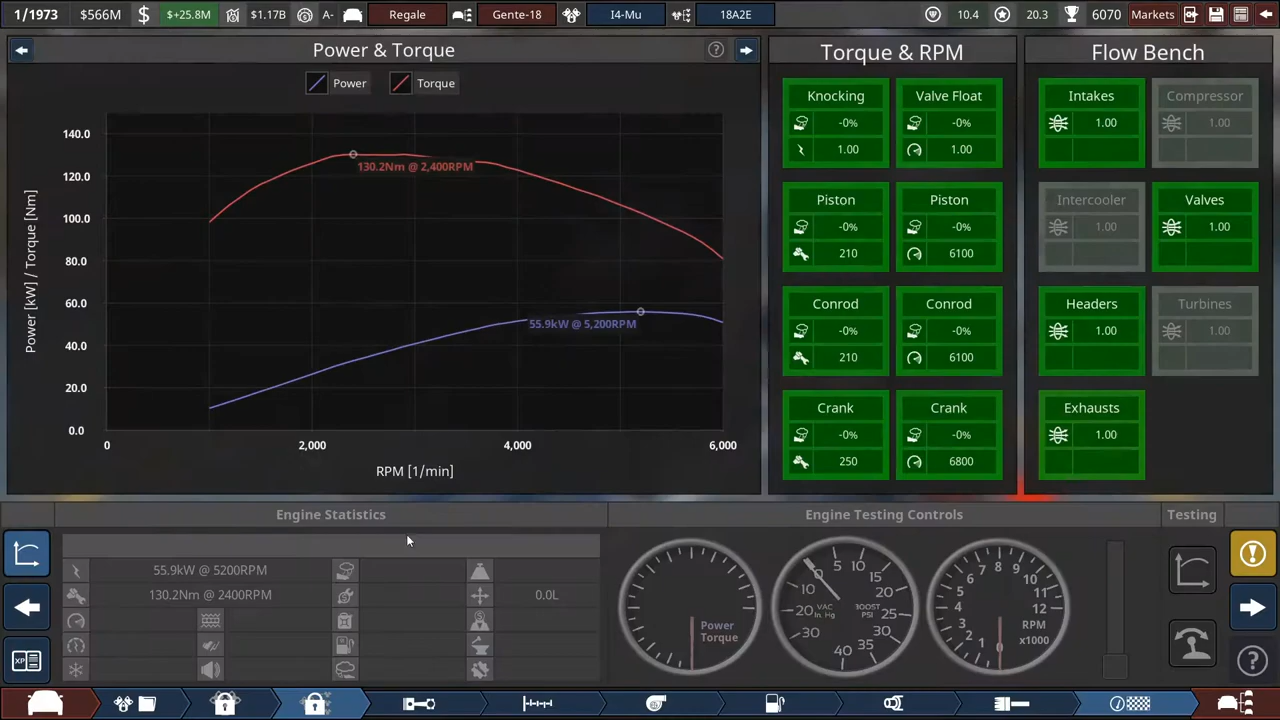 1/1973 $566M $+25.8M $1.17B A- Regale Gente-18 I4-Mu 18A2E 10.4 20.3 6070 Markets
Power & Torque
Power Torque
Power [kW] / Torque [Nm]
140.0
120.0
100.0
80.0
60.0
40.0
20.0
0.0
130.2Nm @ 2,400RPM
55.9kW @ 5,200RPM
0 2,000 4,000 6,000
RPM [1/min]
Torque & RPM
Knocking Valve Float
-0% -0%
1.00 1.00
Piston Piston
-0% -0%
210 6100
Conrod Conrod
-0% -0%
210 6100
Crank Crank
-0% -0%
250 6800
Flow Bench
Intakes Compressor
1.00 1.00
Intercooler Valves
1.00 1.00
Headers Turbines
1.00 1.00
Exhausts
1.00
Engine Statistics
55.9kW @ 5200RPM
130.2Nm @ 2400RPM 0.0L
XP
Engine Testing Controls
Power
Torque
30 20 10 0 5 10 15 20 25 30 35 40
VAC
In Hg
BOOST
PSI
0 1 2 3 4 5 6 7 8 9 10 11 12
RPM
x1000
Testing